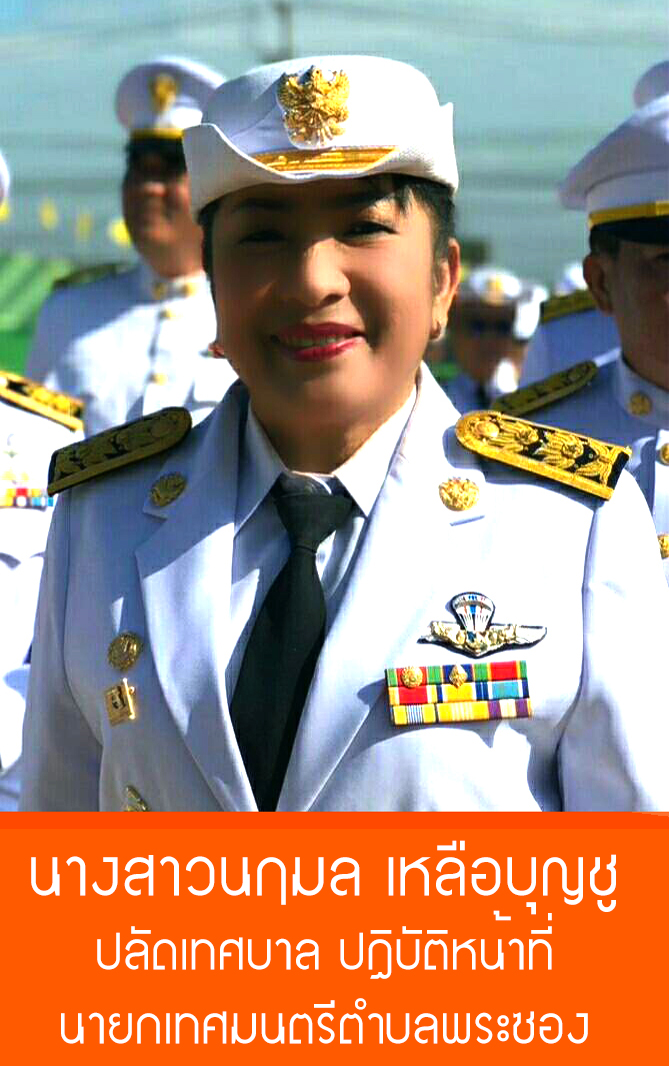 นางสาวนฤมล เหลือบุญชู
ปลัดเทศบาล ปฏิบัติหน้าที่
นายกเทศมนตรีตำบลพระซอง